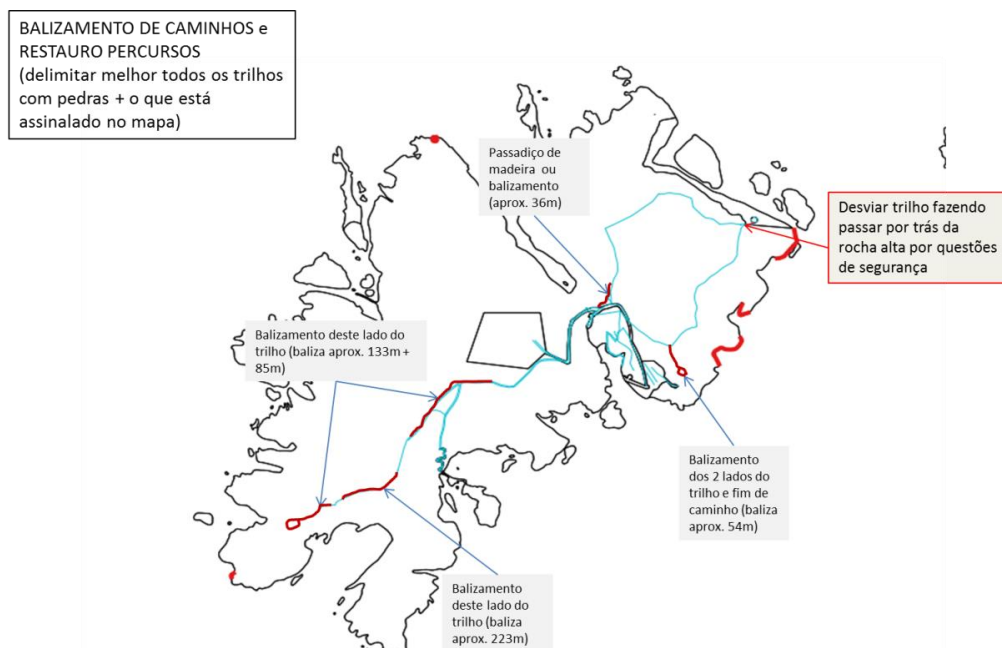 BALIZAMENTO DE CAMINHOS e
RESTAURO PERCURSOS
(delimitar melhor todos os trilhos
com pedras + o que está
assinalado no mapa)
Passadiço de
madeira ou
balizamento
(aprox. 36m)
Desviar trilho fazendo
passar por trás da
rocha alta por questões
de segurança
Balizamento deste lado do
trilho (baliza aprox. 133m +
85m)
Balizamento
dos 2 lados do
trilho e fim de
caminho (baliza
aprox. 54m)
Balizamento
deste lado do
trilho (baliza
aprox. 223m)